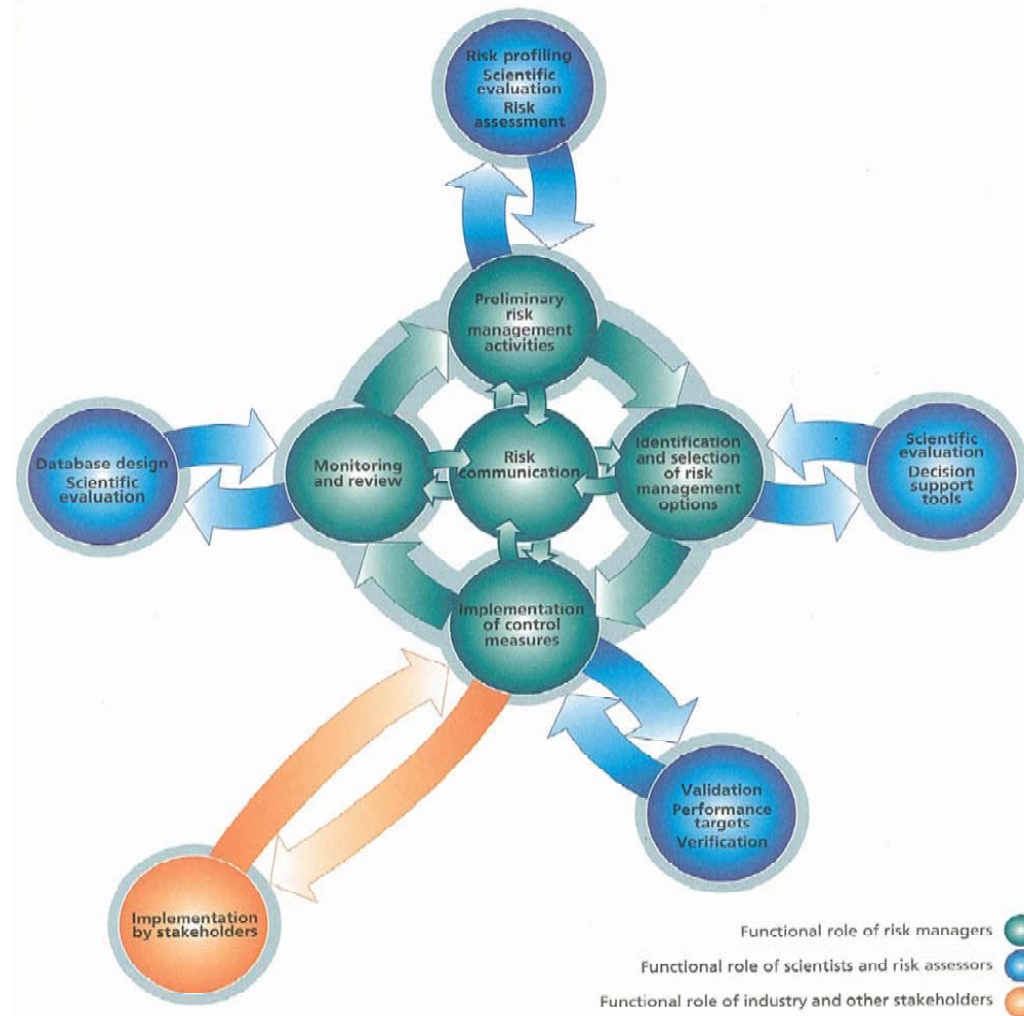 Risk profiling
Scientific
evaluation
Risk
assessment
Preliminary
risk
management
activities
Database design
Scientific
evaluation
Monitoring
and review
Risk
communication
Identification
and selection
of risk
management
options
Scientific
evaluation
Decision
support
tools
Implementation
of control
measures
Validation
Performance
targets
Verification
Implementation
by stakeholders
Functional role of risk managers
Functional role of scientists and risk assessors
Functional role of industry and other stakeholders